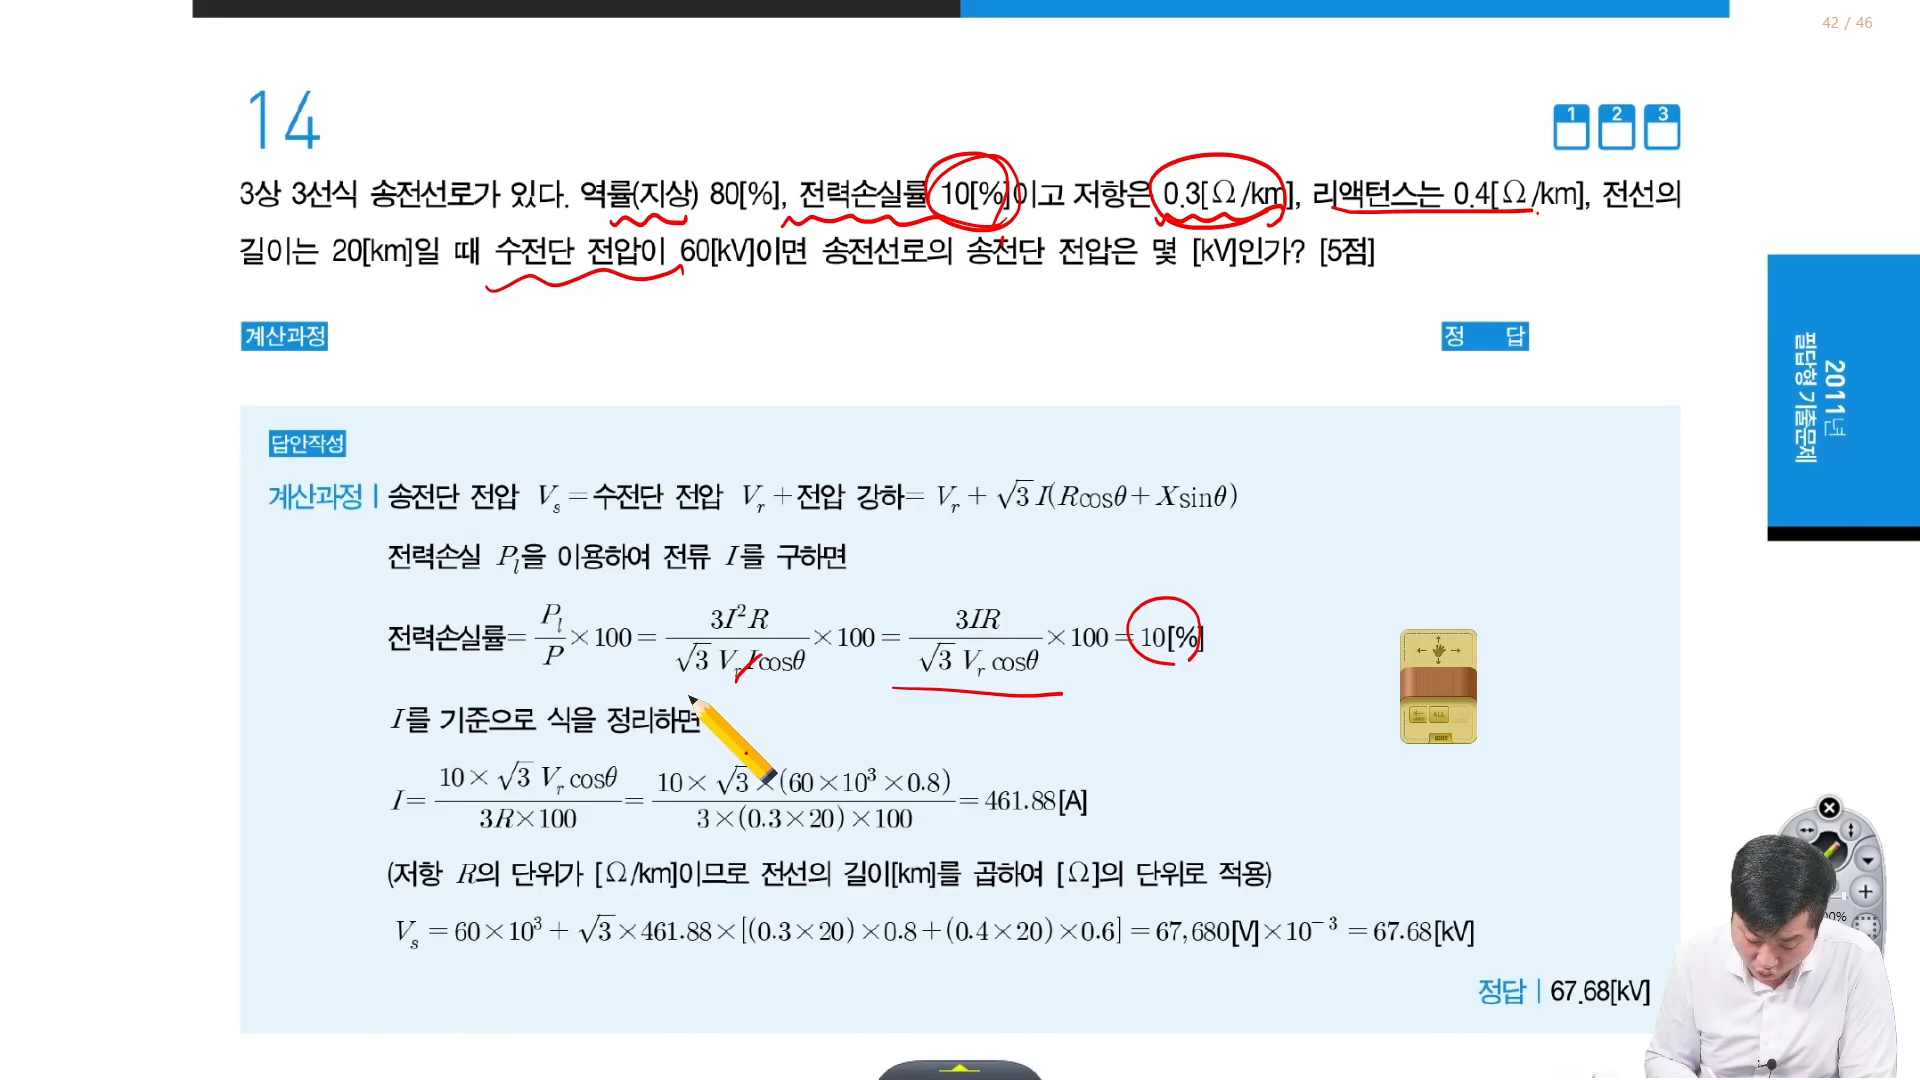 42 / 46
14
1 2 3
3상 3선식 송전선로가 있다. 역률(지상) 80[%], 전력손실률 10[%]이고 저항은 0.3[Ω/km], 리액턴스는 0.4[Ω/km], 전선의
길이는 20[km]일 때 수전단 전압이 60[kV]이면 송전선로의 송전단 전압은 몇 [kV]인가? [5점]
계산과정
정 답
2011년
필답형 기출문제
답안작성
계산과정 | 송전단 전압 V_s = 수전단 전압 V_r + 전압 강하 = V_r + √3 I(Rcosθ + Xsinθ)
전력손실 P_l을 이용하여 전류 I를 구하면
전력손실률 = P_l/P × 100 = 3I²R/(√3 V_r I cosθ) × 100 = 3IR/(√3 V_r cosθ) × 100 = 10[%]
I를 기준으로 식을 정리하면
I = (10 × √3 V_r cosθ)/(3R × 100) = (10 × √3 × (60 × 10³ × 0.8))/(3 × (0.3 × 20) × 100) = 461.88[A]
(저항 R의 단위가 [Ω/km]이므로 전선의 길이[km]를 곱하여 [Ω]의 단위로 적용)
V_s = 60 × 10³ + √3 × 461.88 × [(0.3 × 20) × 0.8 + (0.4 × 20) × 0.6] = 67,680[V] × 10⁻³ = 67.68[kV]
정답 | 67.68[kV]
ALL
EXIT